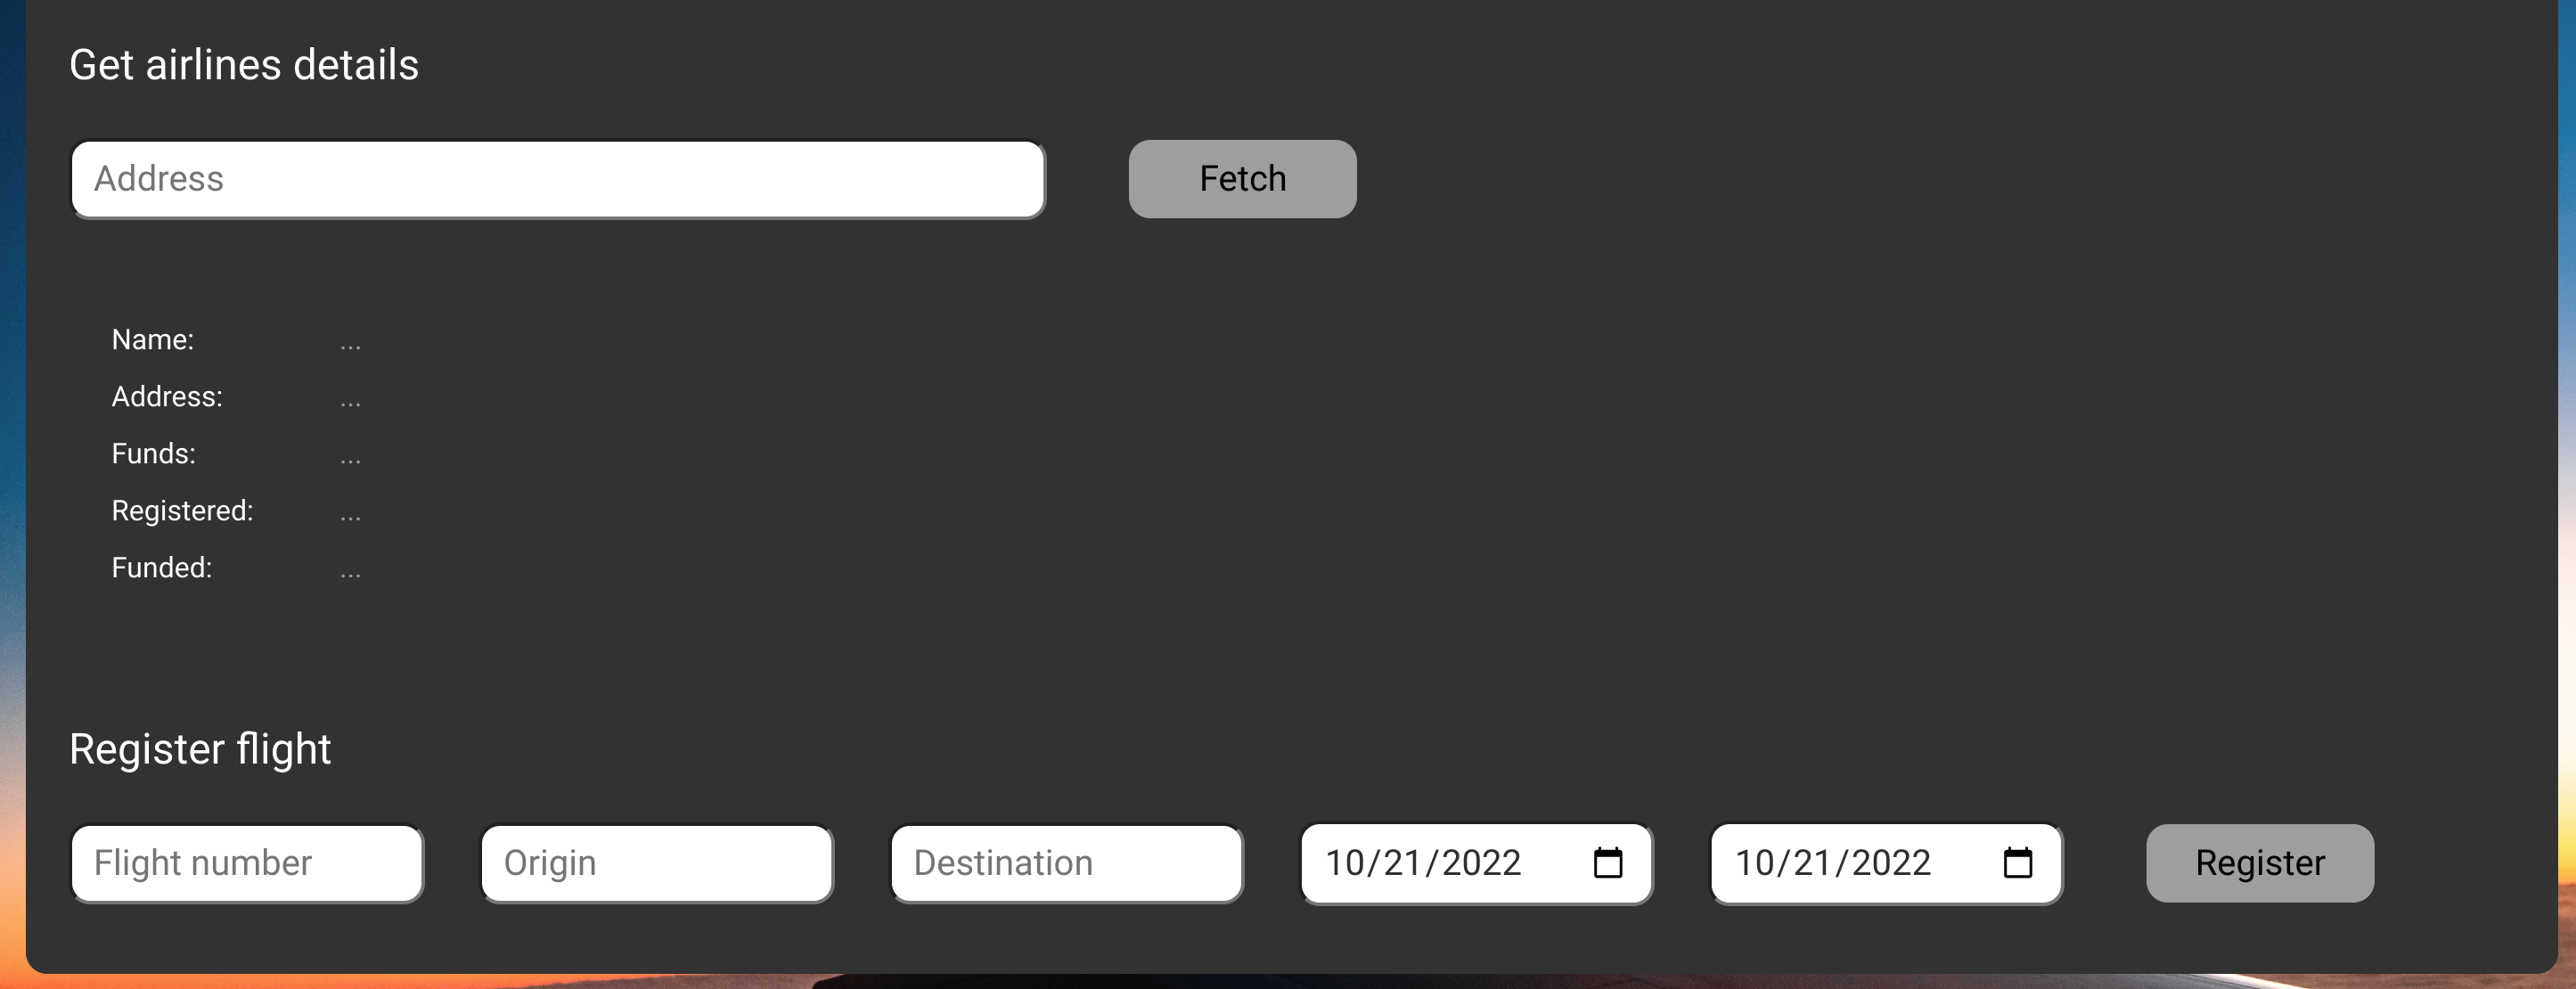 Get airlines details
Address
Fetch
Name: ...
Address: ...
Funds: ...
Registered: ...
Funded: ...
Register flight
Flight number Origin Destination 10/21/2022 10/21/2022 Register